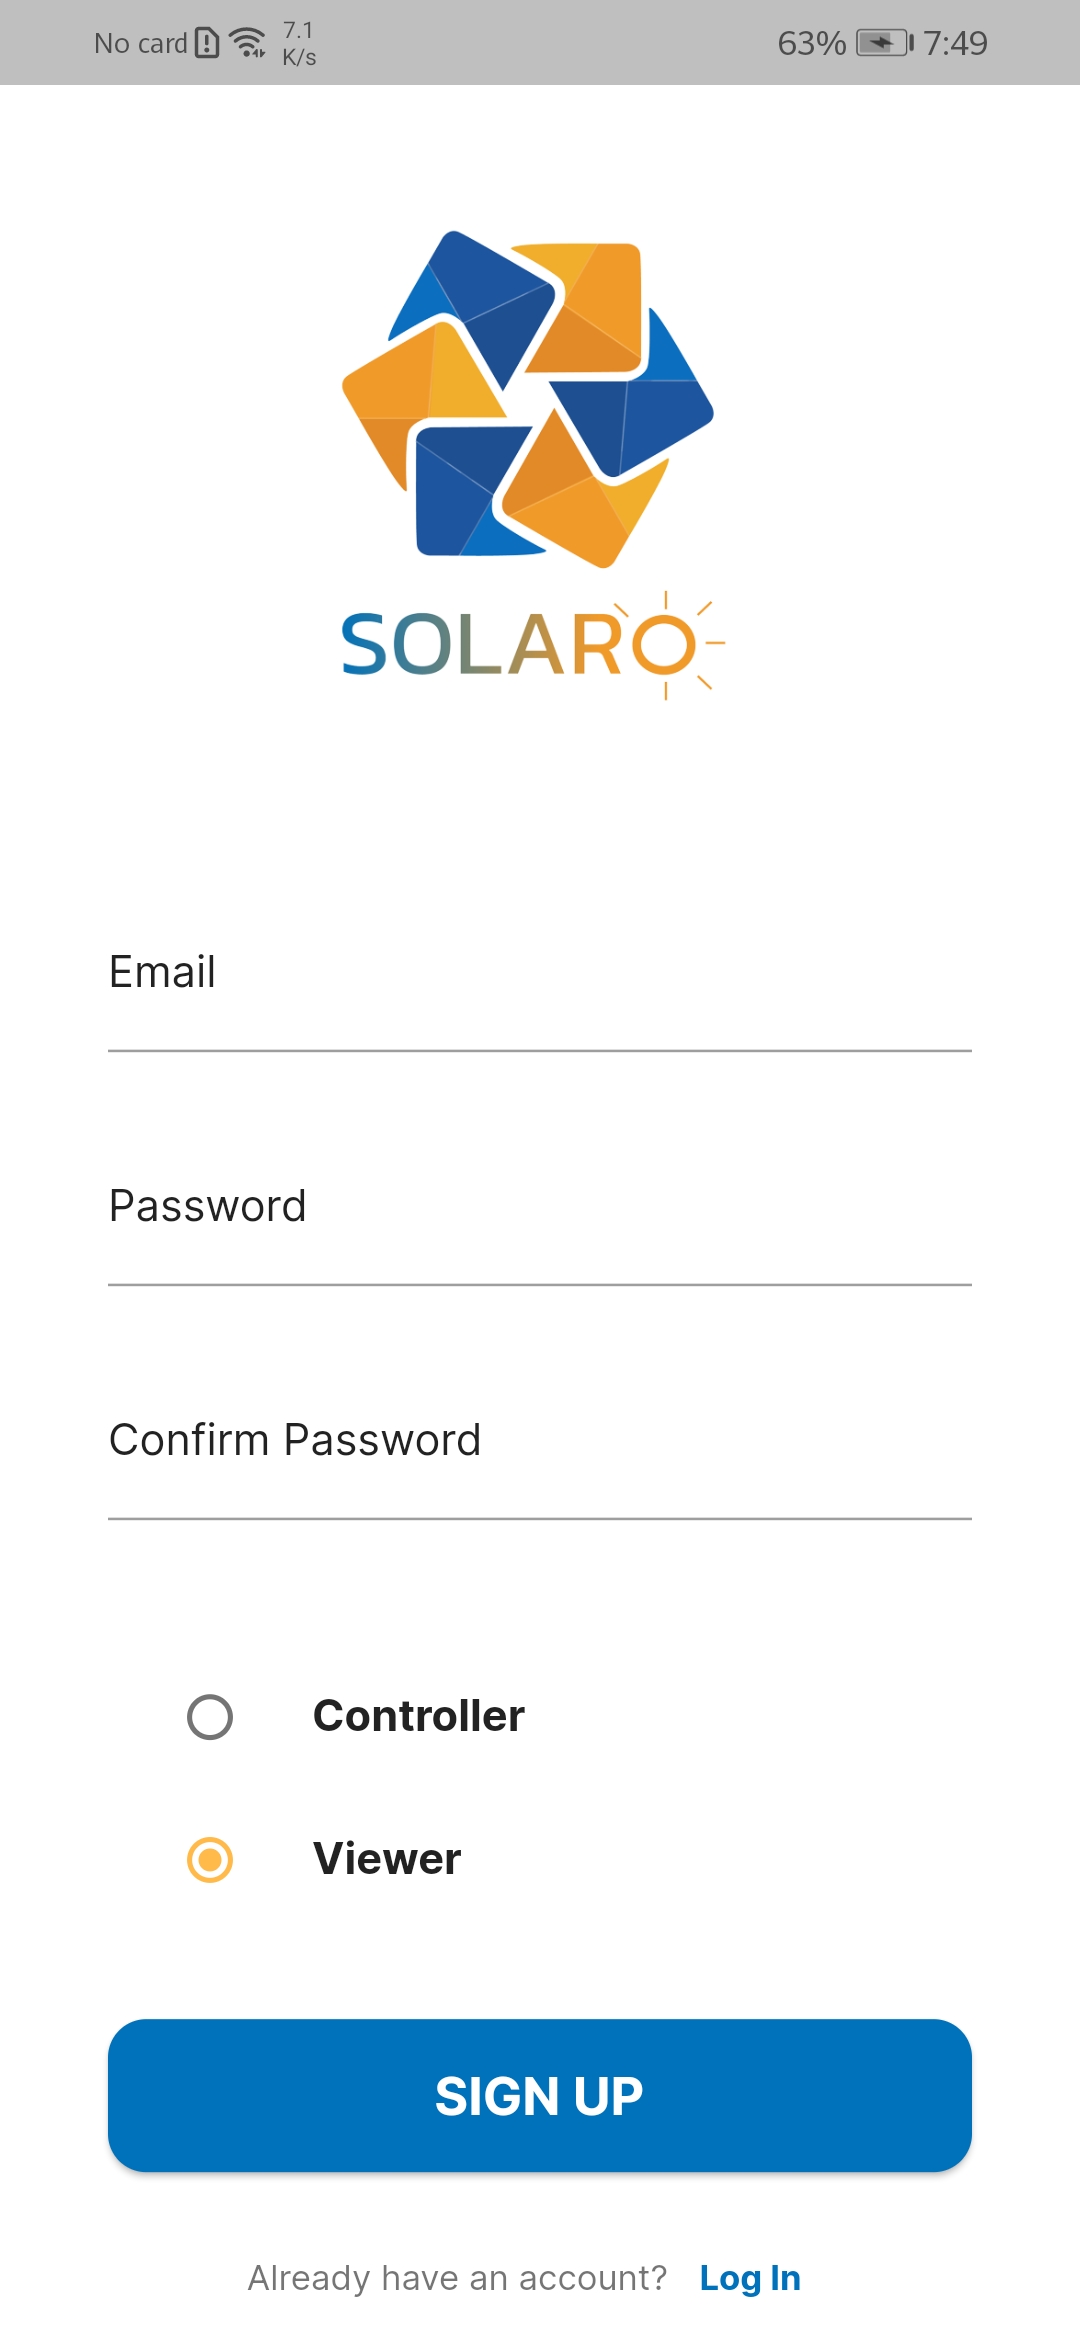 No card 7.1 K/s 63% 7:49
SOLARO
Email
Password
Confirm Password
Controller
Viewer
SIGN UP
Already have an account? Log In